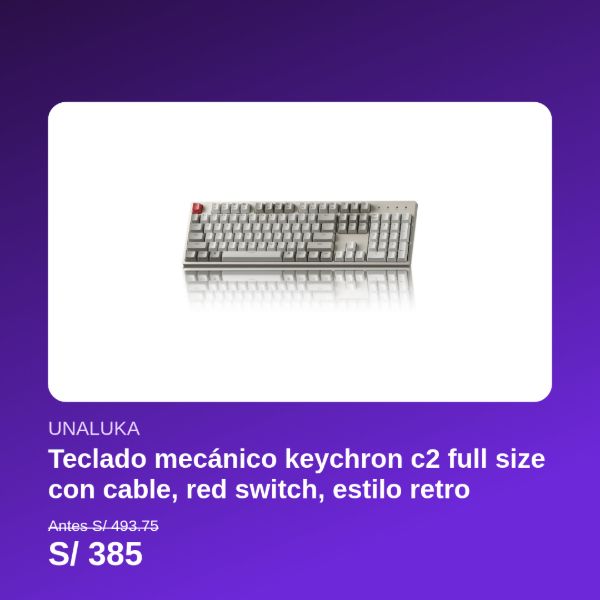 UNALUKA
Teclado mecánico keychron c2 full size
con cable, red switch, estilo retro
Antes S/ 493.75
S/ 385